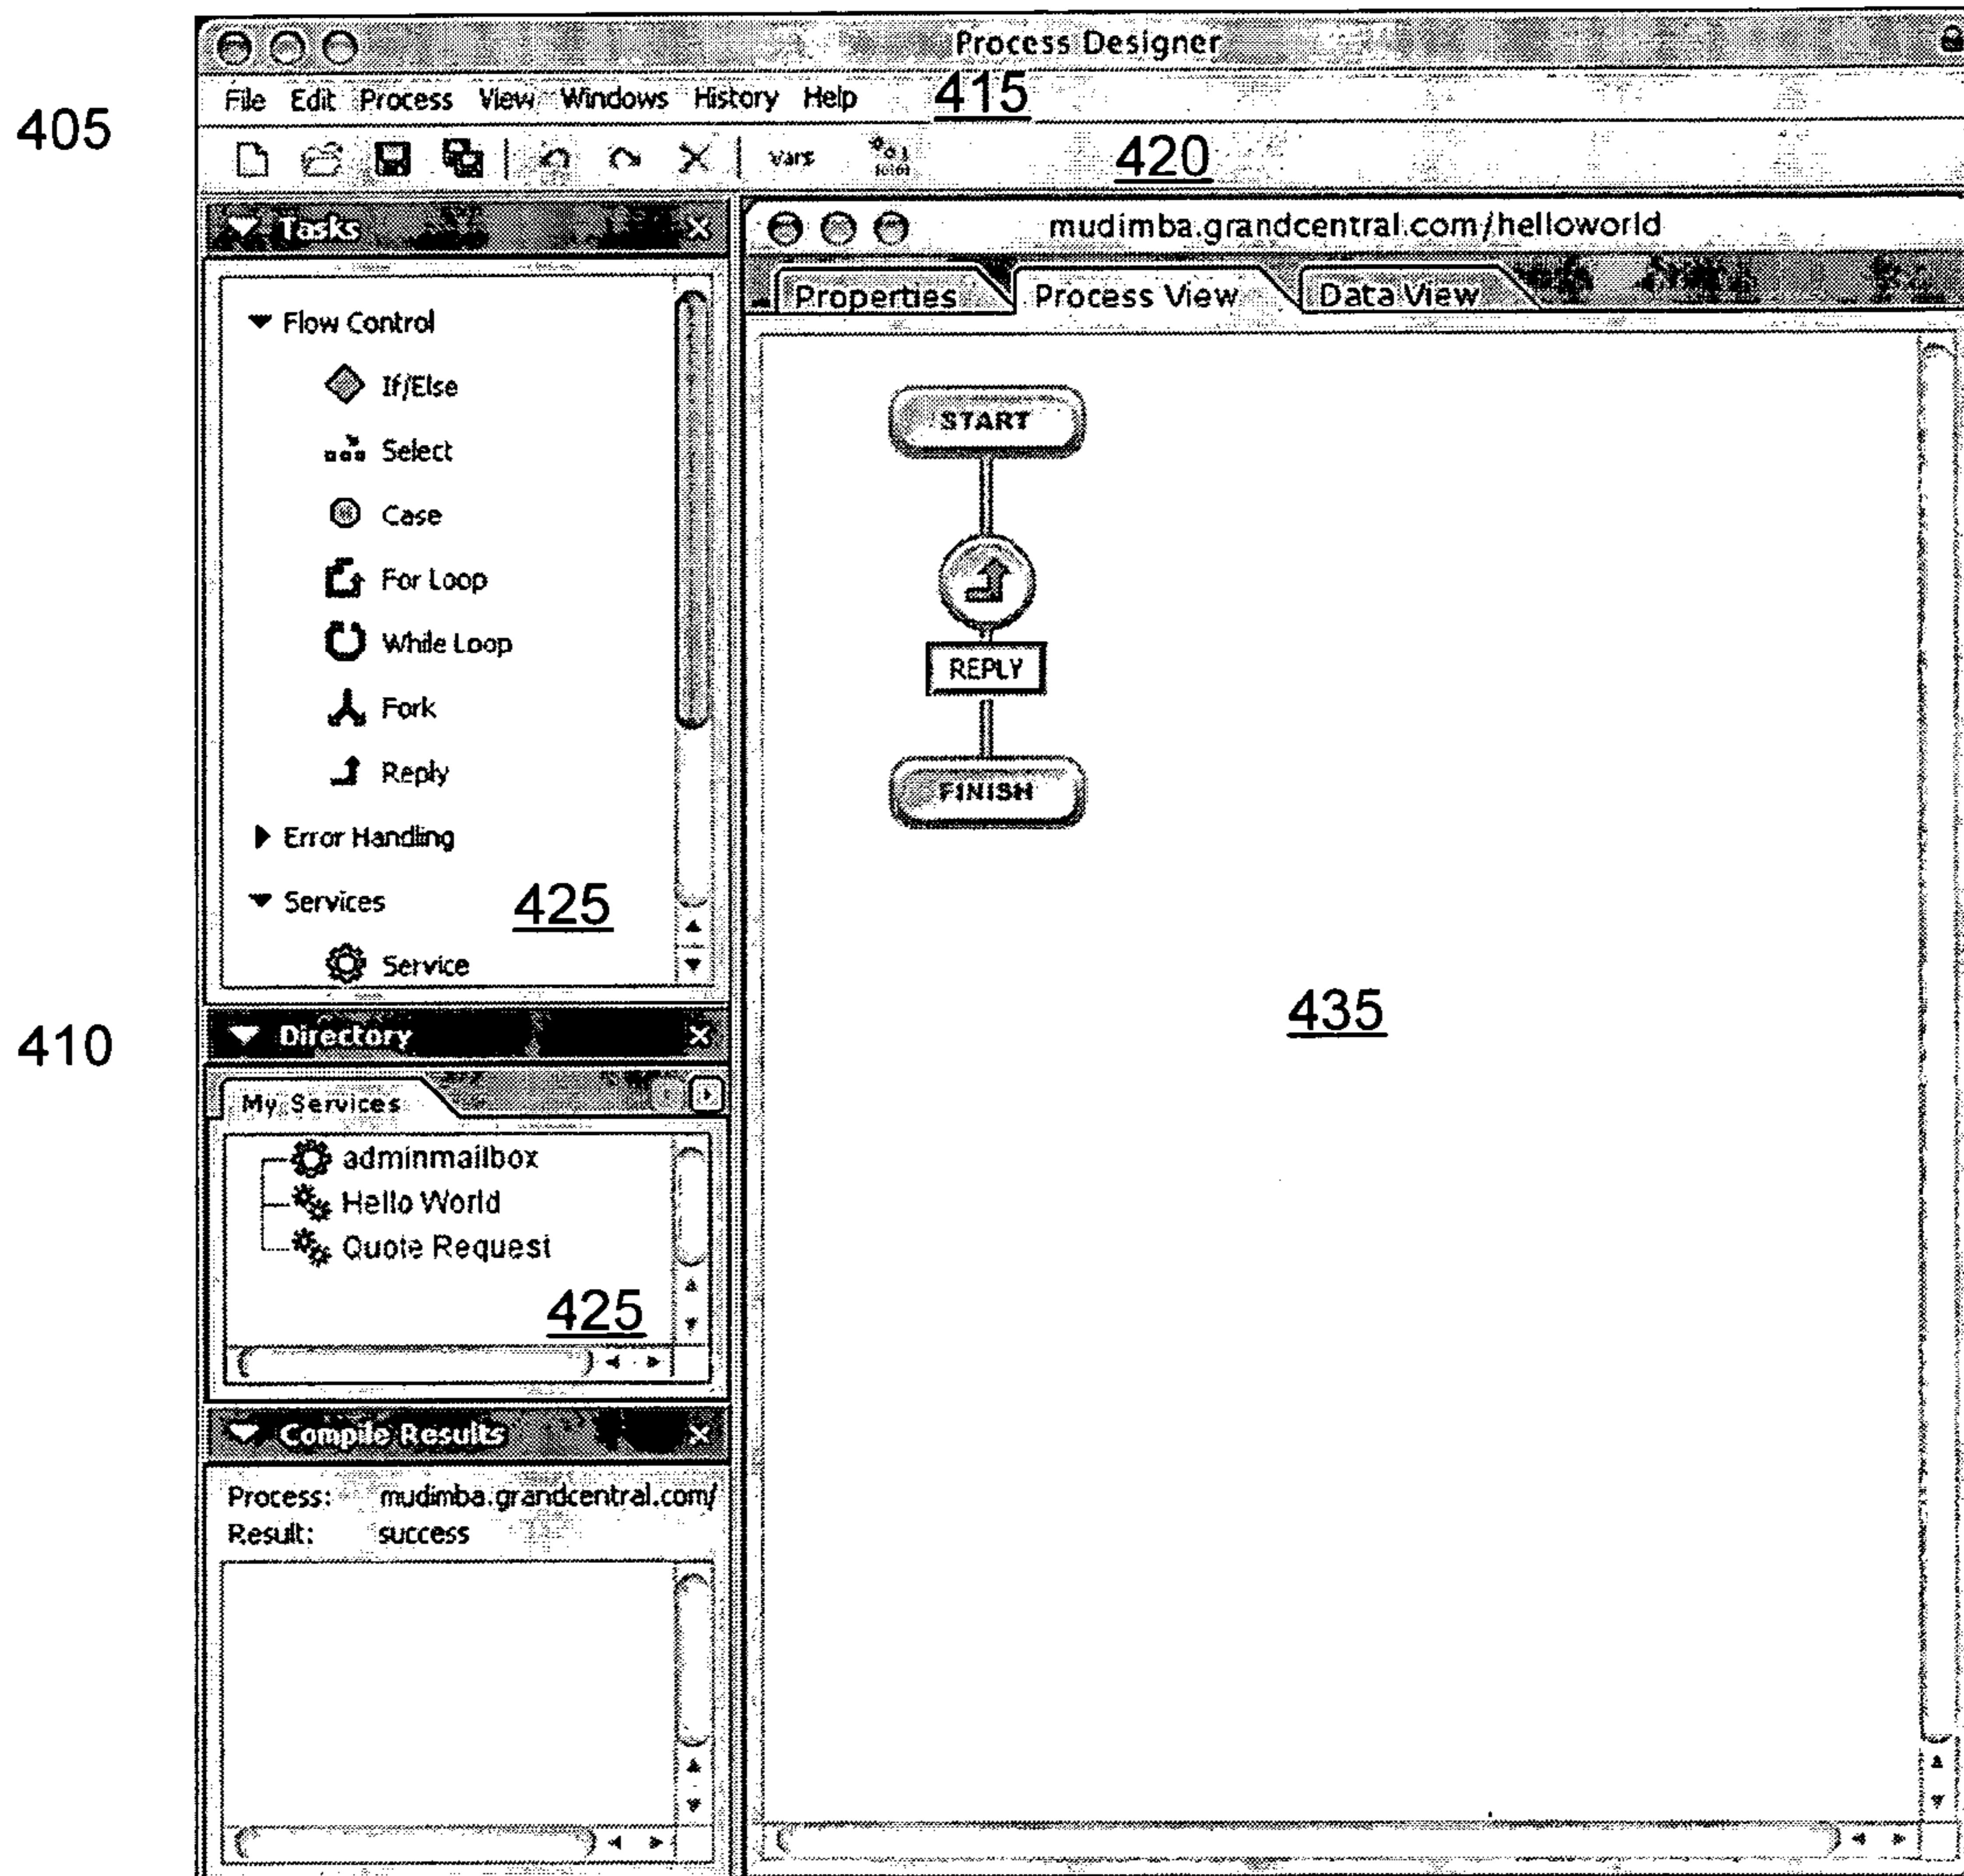 Process Designer
File Edit Process View Windows History Help 415
405
Vars 420
Tasks
mudimba.grandcentral.com/helloworld
Properties Process View Data View
Flow Control
If/Else
Select
Case
For Loop
While Loop
Fork
Reply
Error Handling
Services
425
Service
START
REPLY
FINISH
435
410
Directory
My Services
adminmailbox
Hello World
Quote Request
425
Compile Results
Process: mudimba.grandcentral.com/
Result: success